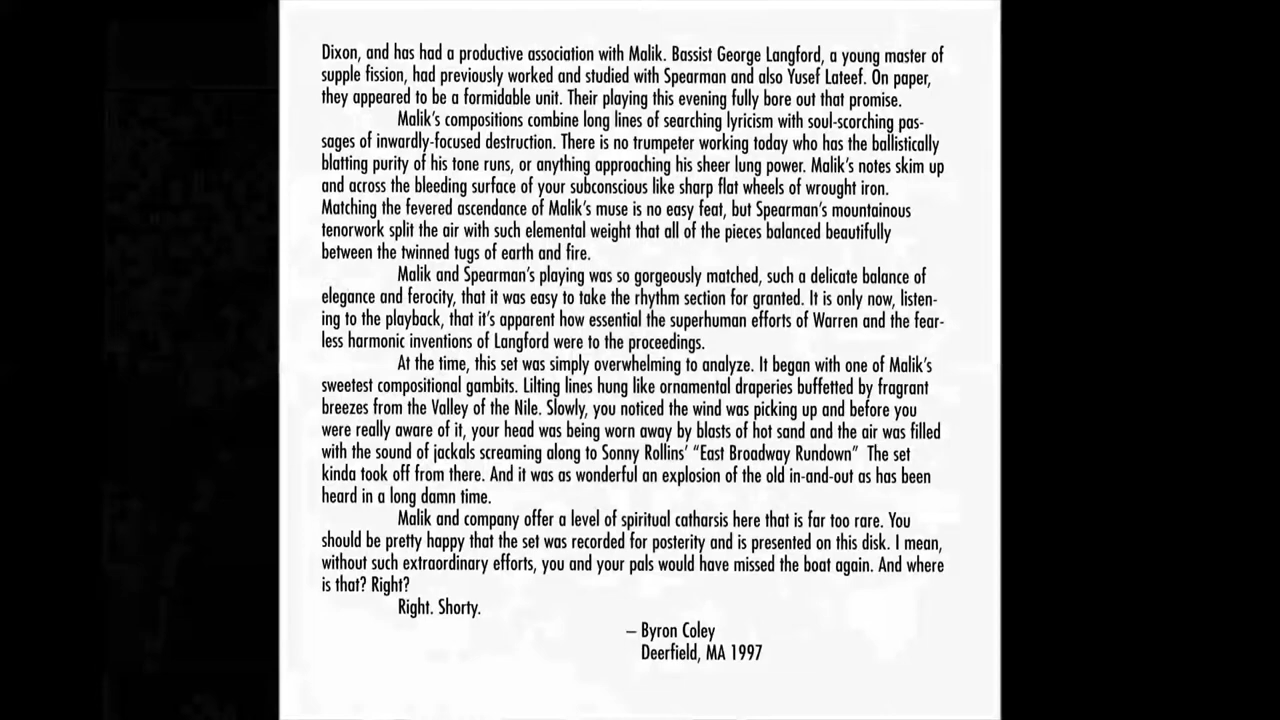 Dixon, and has had a productive association with Malik. Bassist George Langford, a young master of
supple fission, had previously worked and studied with Spearman and also Yusef Lateef. On paper,
they appeared to be a formidable unit. Their playing this evening fully bore out that promise.
Malik's compositions combine long lines of searching lyricism with soul-scorching pas-
sages of inwardly-focused destruction. There is no trumpeter working today who has the ballistically
blatting purity of his tone runs, or anything approaching his sheer lung power. Malik's notes skim up
and across the bleeding surface of your subconscious like sharp flat wheels of wrought iron.
Matching the fevered ascendance of Malik's muse is no easy feat, but Spearman's mountainous
tenorwork split the air with such elemental weight that all of the pieces balanced beautifully
between the twinned tugs of earth and fire.
Malik and Spearman's playing was so gorgeously matched, such a delicate balance of
elegance and ferocity, that it was easy to take the rhythm section for granted. It is only now, listen-
ing to the playback, that it's apparent how essential the superhuman efforts of Warren and the fear-
less harmonic inventions of Langford were to the proceedings.
At the time, this set was simply overwhelming to analyze. It began with one of Malik's
sweetest compositional gambits. Lilting lines hung like ornamental draperies buffetted by fragrant
breezes from the Valley of the Nile. Slowly, you noticed the wind was picking up and before you
were really aware of it, your head was being worn away by blasts of hot sand and the air was filled
with the sound of jackals screaming along to Sonny Rollins' "East Broadway Rundown" The set
kinda took off from there. And it was as wonderful an explosion of the old in-and-out as has been
heard in a long damn time.
Malik and company offer a level of spiritual catharsis here that is far too rare. You
should be pretty happy that the set was recorded for posterity and is presented on this disk. I mean,
without such extraordinary efforts, you and your pals would have missed the boat again. And where
is that? Right?
Right. Shorty.
– Byron Coley
Deerfield, MA 1997